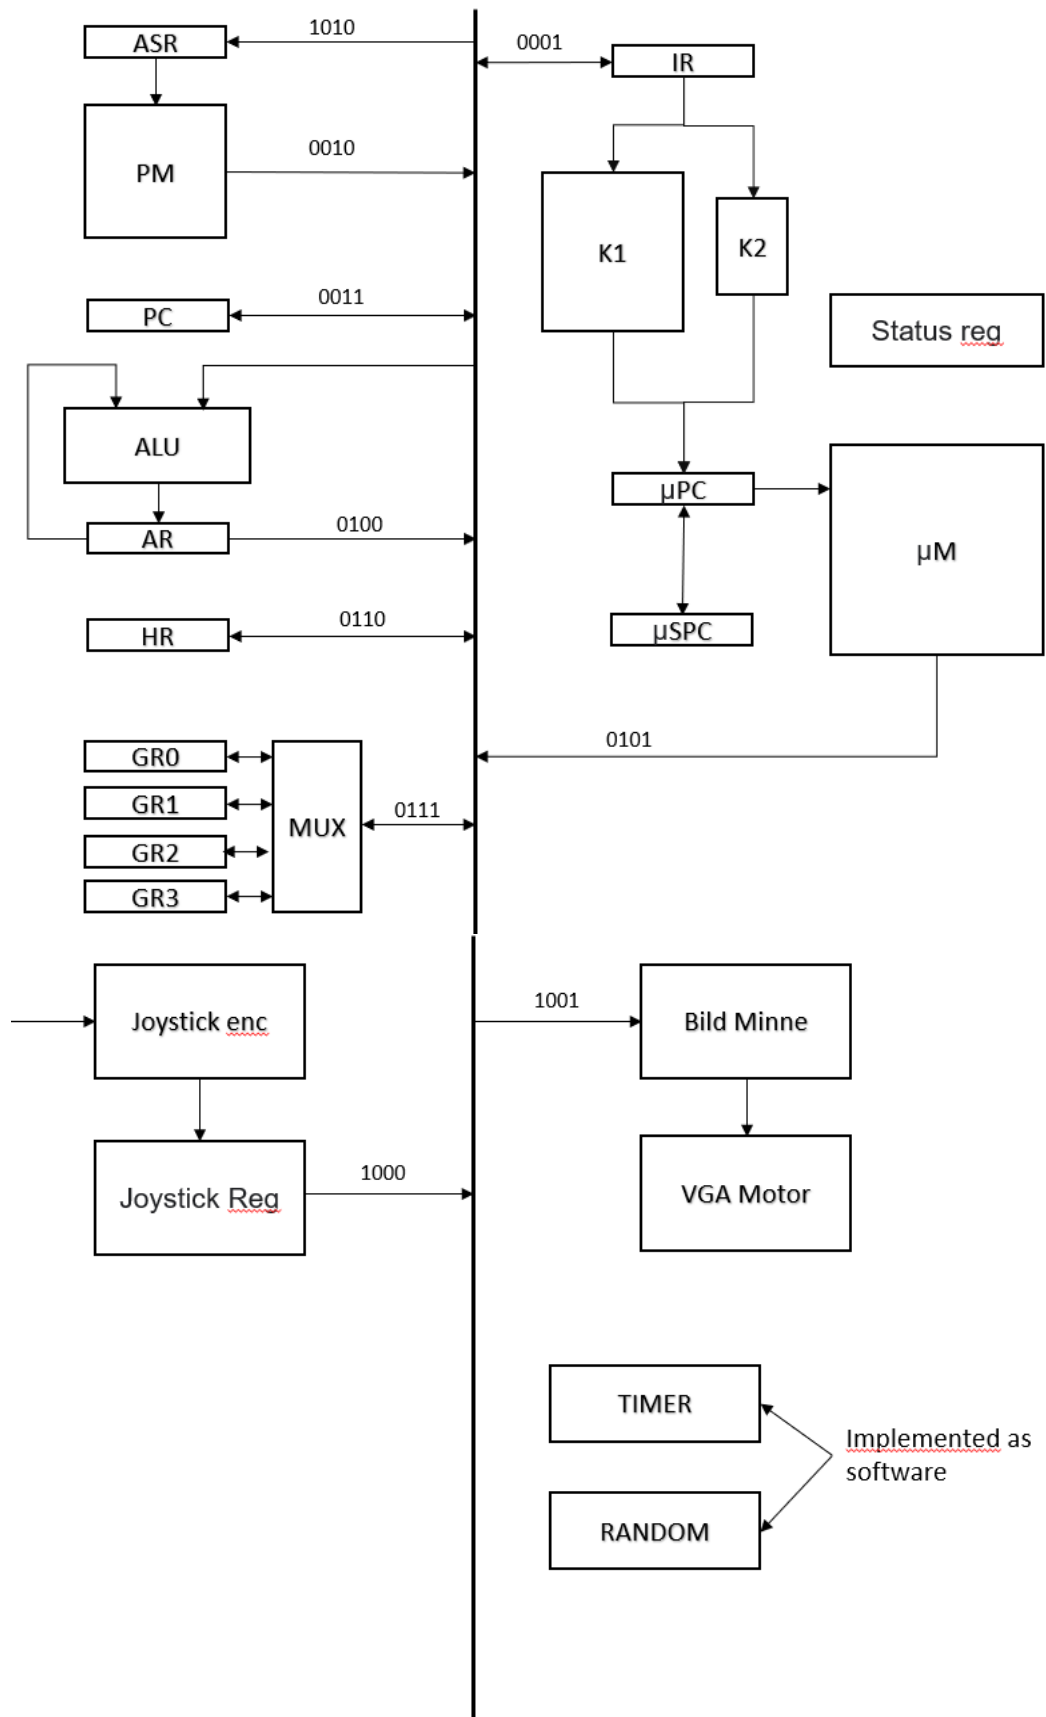 1010
ASR
0001
IR
0010
PM
K1
K2
0011
PC
Status reg
ALU
µPC
0100
AR
µM
0110
HR
µSPC
0101
GR0
GR1
MUX
0111
GR2
GR3
Joystick enc
1001
Bild Minne
1000
Joystick Reg
VGA Motor
TIMER
Implemented as
software
RANDOM